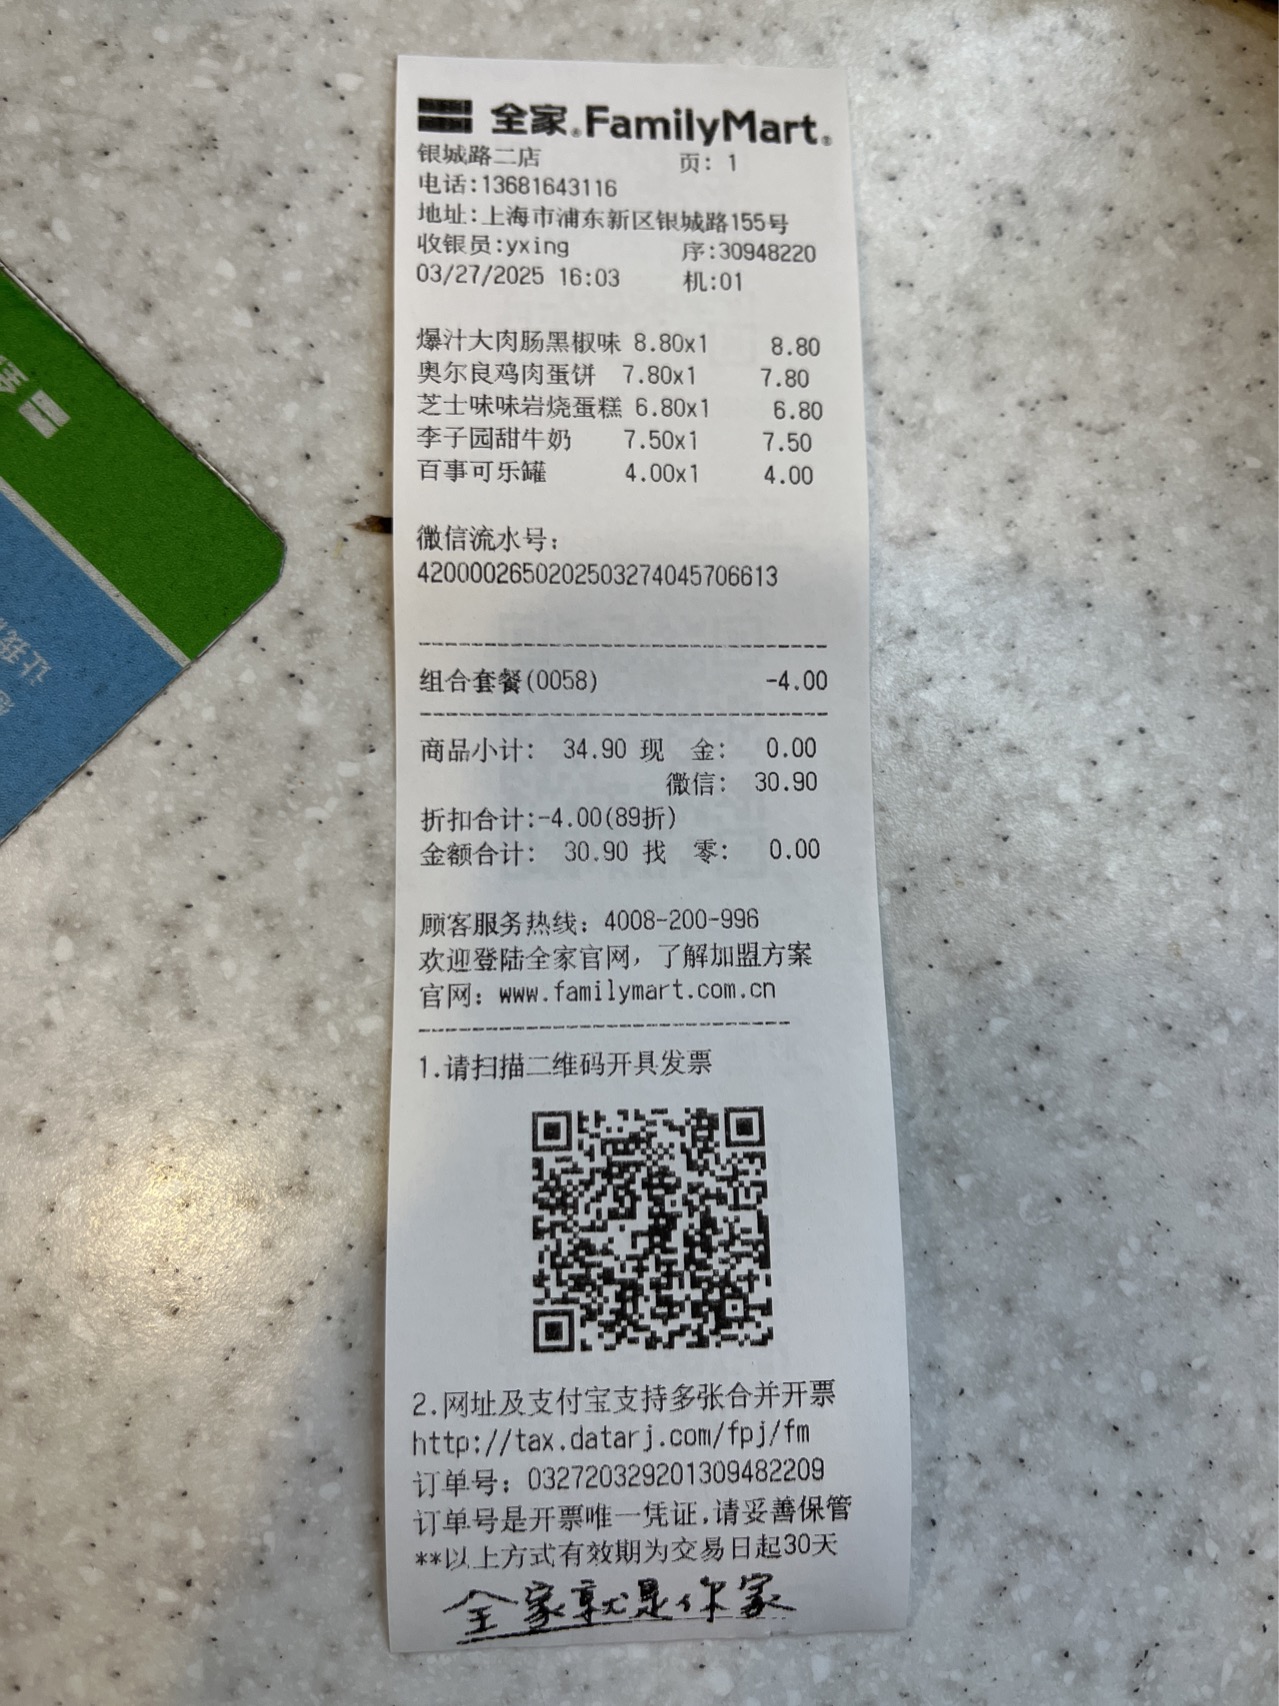 全家®FamilyMart®
银城路二店 页: 1
电话:13681643116
地址:上海市浦东新区银城路155号
收银员:yxing 序:30948220
03/27/2025 16:03 机:01
爆汁大肉肠黑椒味 8.80x1 8.80
奥尔良鸡肉蛋饼 7.80x1 7.80
芝士味味岩烧蛋糕 6.80x1 6.80
李子园甜牛奶 7.50x1 7.50
百事可乐罐 4.00x1 4.00
微信流水号:
4200002650202503274045706613
组合套餐(0058) -4.00
商品小计: 34.90 现 金: 0.00
微信: 30.90
折扣合计:-4.00(89折)
金额合计: 30.90 找 零: 0.00
顾客服务热线: 4008-200-996
欢迎登陆全家官网, 了解加盟方案
官网: www.familymart.com.cn
1.请扫描二维码开具发票
2.网址及支付宝支持多张合并开票
http://tax.datarj.com/fpj/fm
订单号: 032720329201309482209
订单号是开票唯一凭证,请妥善保管
**以上方式有效期为交易日起30天
全家就是你家